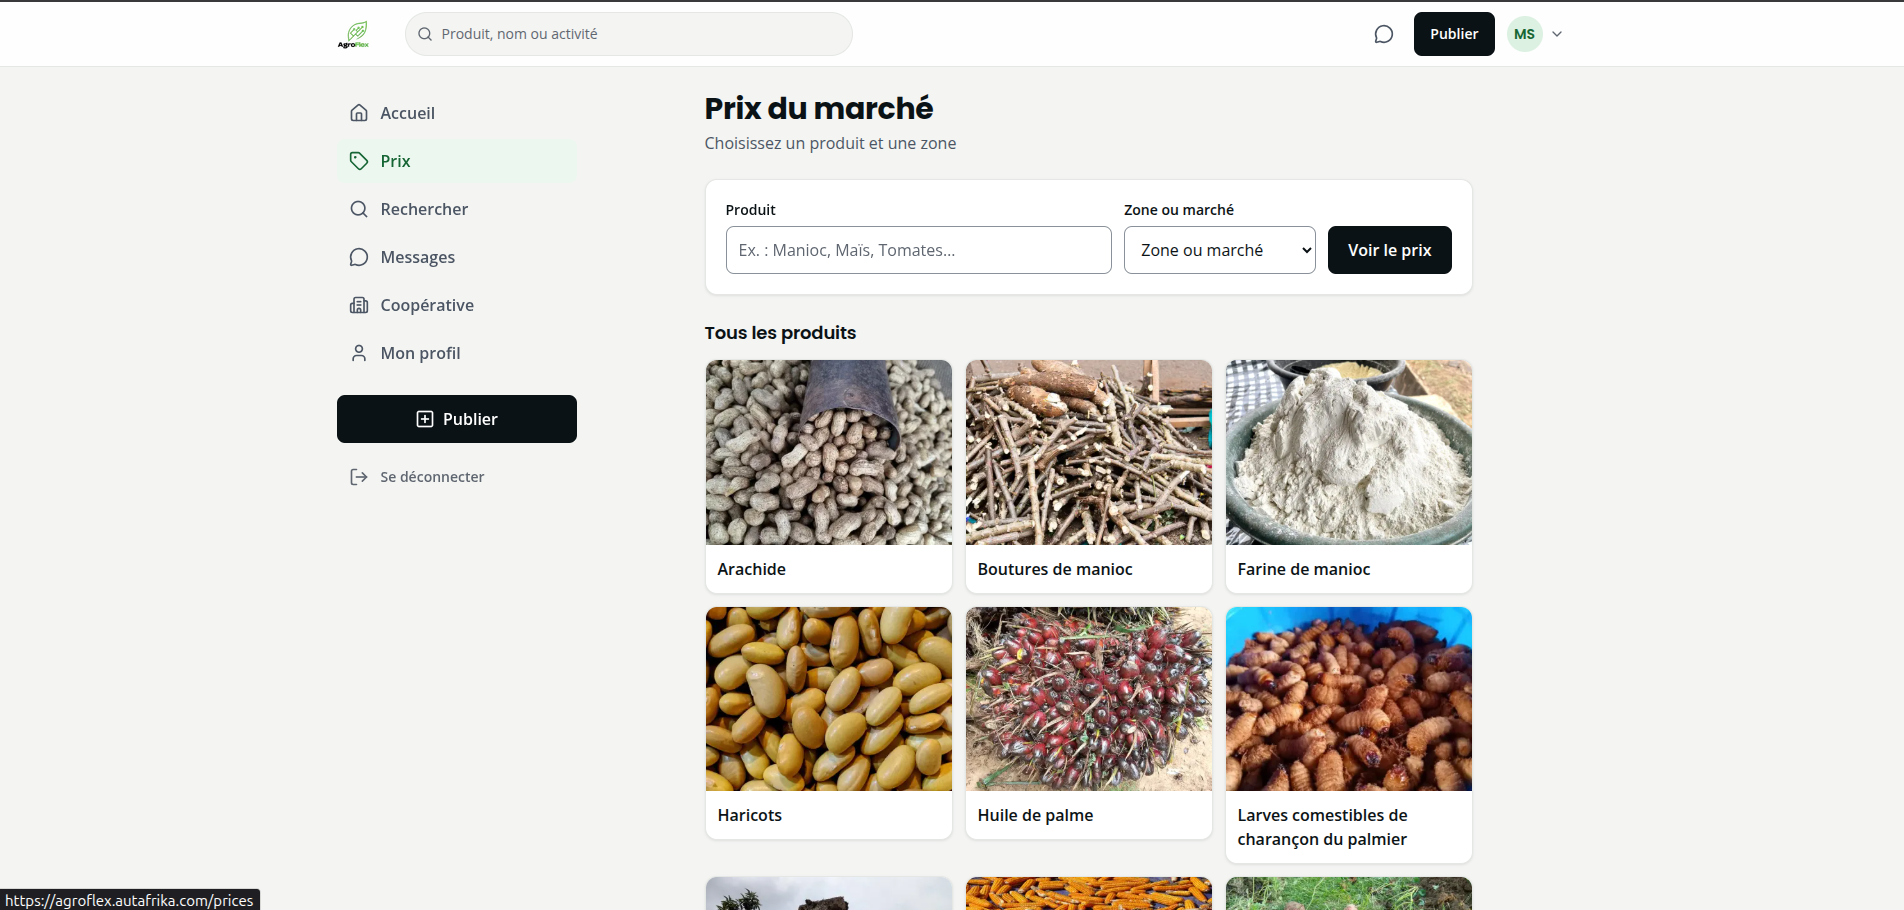 AgroFlex
Produit, nom ou activité
Publier
MS
Accueil
Prix
Rechercher
Messages
Coopérative
Mon profil
Publier
Se déconnecter
Prix du marché
Choisissez un produit et une zone
Produit
Zone ou marché
Ex. : Manioc, Maïs, Tomates...
Zone ou marché
Voir le prix
Tous les produits
Arachide
Boutures de manioc
Farine de manioc
Haricots
Huile de palme
Larves comestibles de
charançon du palmier
https://agroflex.autafrika.com/prices